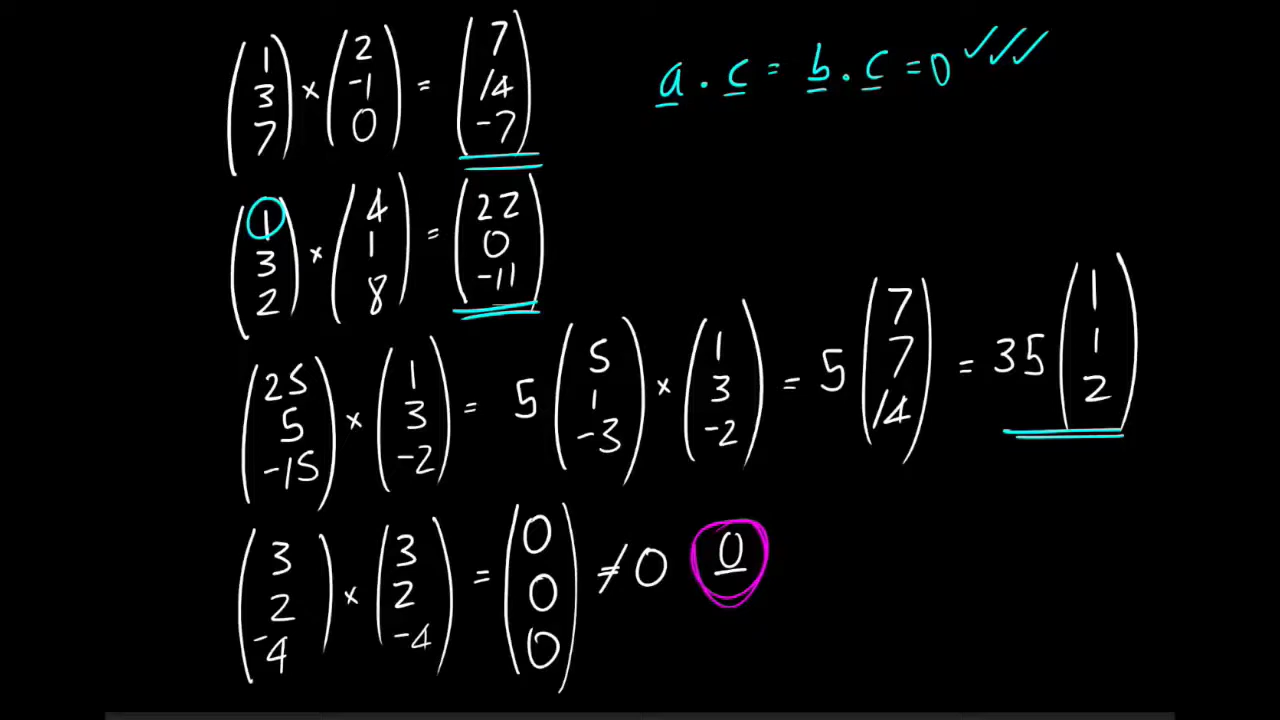 (1 3 7) × (2 -1 0) = (7 14 -7)
a · c = b · c = 0 ✓✓✓
(1 3 2) × (4 1 8) = (22 0 -11)
(25 5 -15) × (1 3 -2) = 5 (5 1 -3) × (1 3 -2) = 5 (7 7 14) = 35 (1 1 2)
(3 2 -4) × (3 2 -4) = (0 0 0) ≠ 0 0